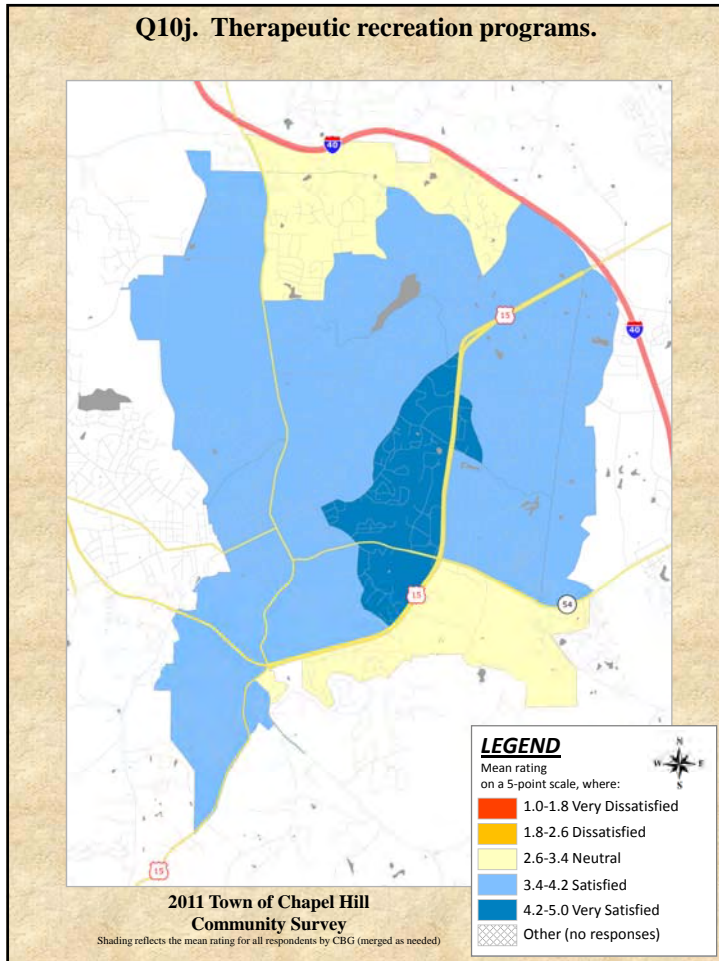 Q10j.  Therapeutic recreation programs.
40
15
40
54
15
15
LEGEND
Mean rating
on a 5-point scale, where:
N
W E
S
1.0-1.8 Very Dissatisfied
1.8-2.6 Dissatisfied
2.6-3.4 Neutral
3.4-4.2 Satisfied
4.2-5.0 Very Satisfied
Other (no responses)
2011 Town of Chapel Hill
Community Survey
Shading reflects the mean rating for all respondents by CBG (merged as needed)